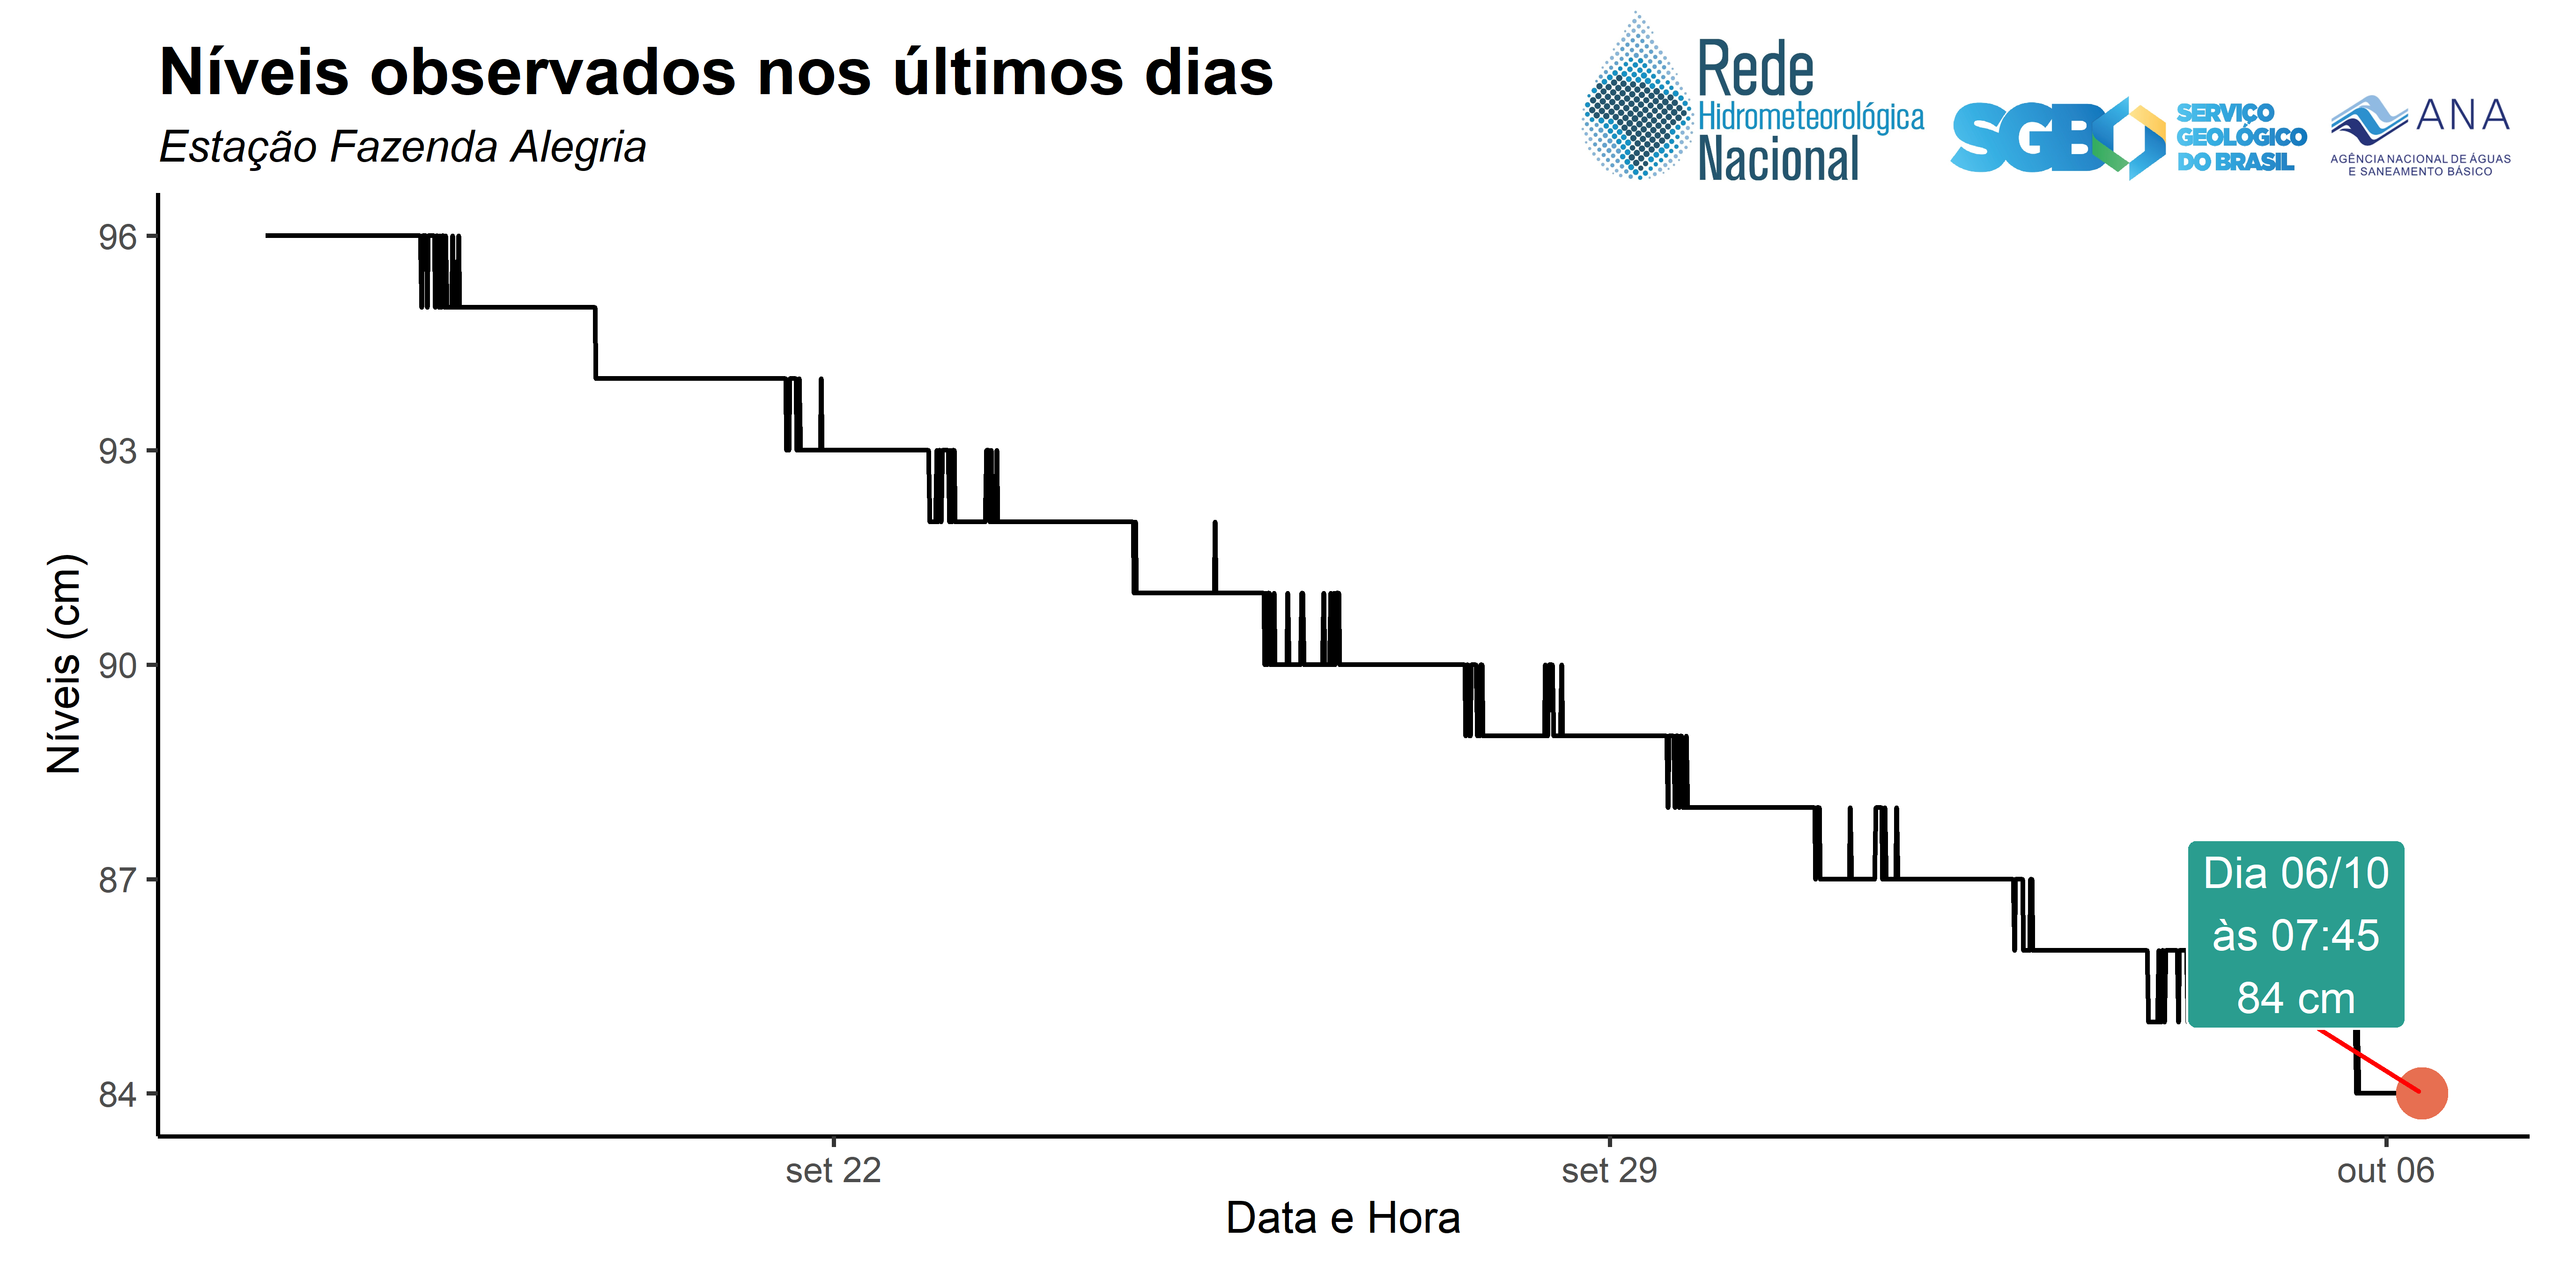 Níveis observados nos últimos dias
Estação Fazenda Alegria
Rede
Hidrometeorológica
Nacional
SGB
SERVIÇO
GEOLÓGICO
DO BRASIL
ANA
AGÊNCIA NACIONAL DE ÁGUAS
E SANEAMENTO BÁSICO
Níveis (cm)
96
93
90
87
84
Dia 06/10
às 07:45
84 cm
set 22
set 29
out 06
Data e Hora